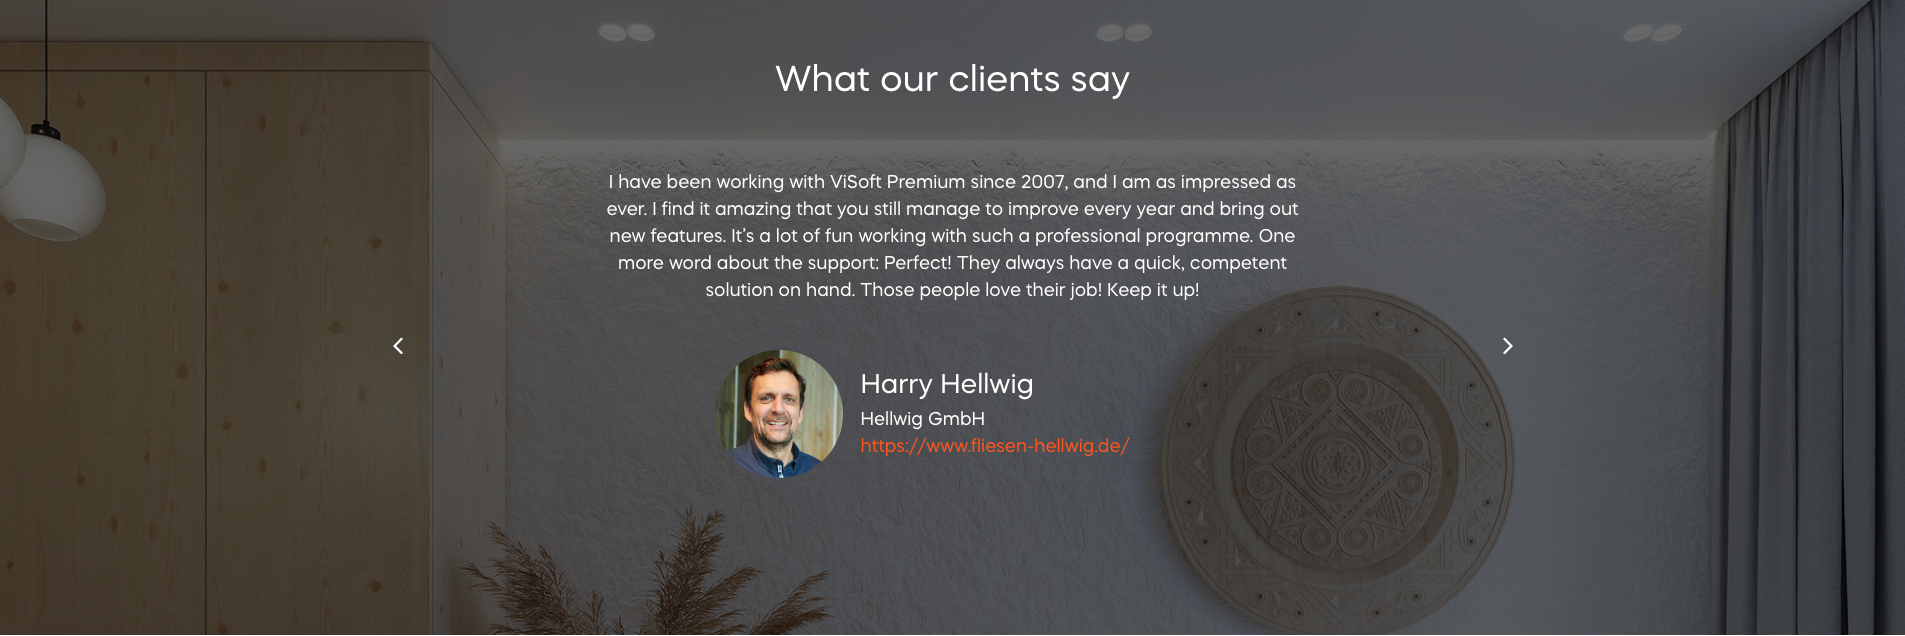 What our clients say
I have been working with ViSoft Premium since 2007, and I am as impressed as
ever. I find it amazing that you still manage to improve every year and bring out
new features. It's a lot of fun working with such a professional programme. One
more word about the support: Perfect! They always have a quick, competent
solution on hand. Those people love their job! Keep it up!
Harry Hellwig
Hellwig GmbH
https://www.fliesen-hellwig.de/